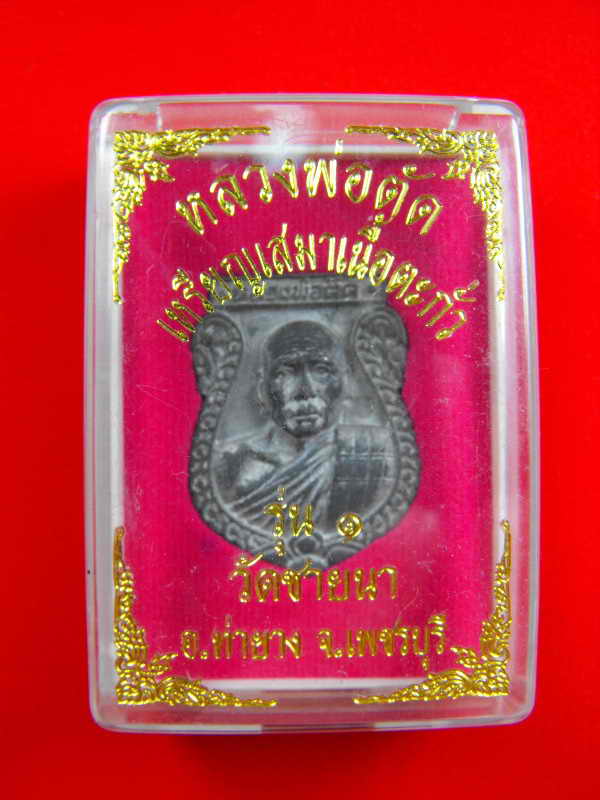 หลวงพ่อตัด
เหรียญเสมาเนื้อตะกั่ว
รุ่น ๑
วัดชายนา
อ.ท่ายาง จ.เพชรบุรี